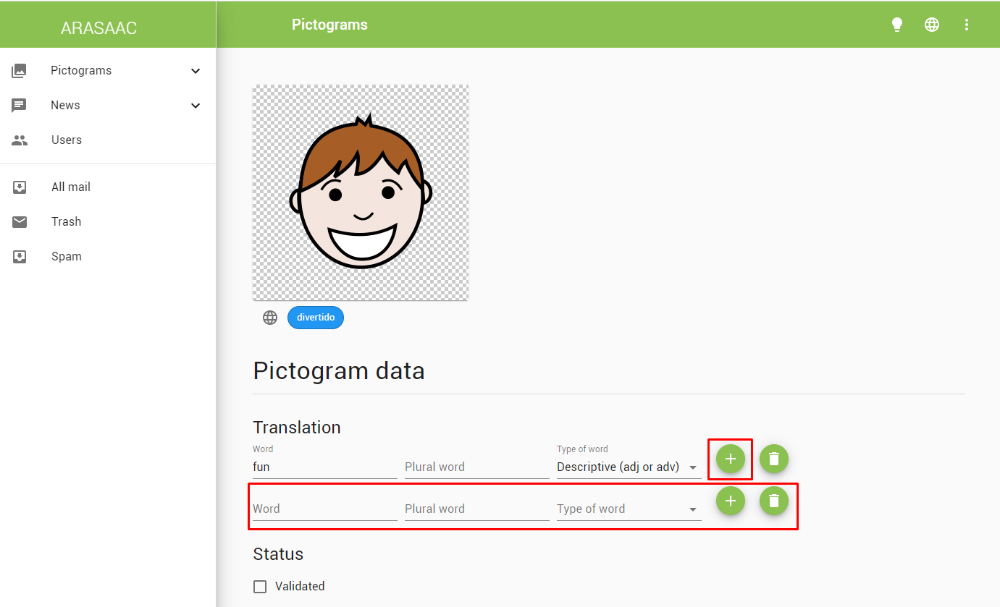 ARASAAC
Pictograms
Pictograms
News
Users
All mail
Trash
Spam
divertido
Pictogram data
Translation
Word
Type of word
fun
Plural word
Descriptive (adj or adv)
Word
Plural word
Type of word
Status
Validated